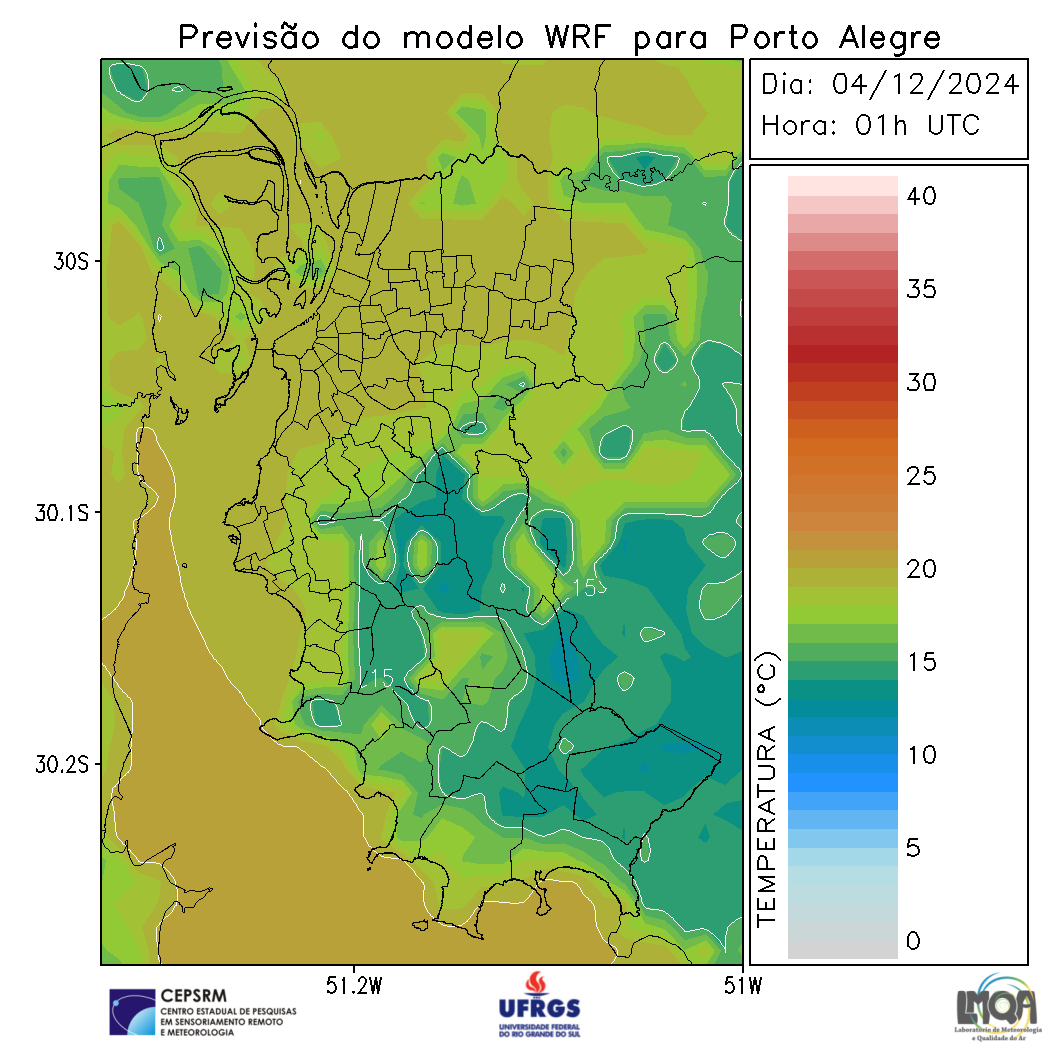 Previsão do modelo WRF para Porto Alegre
Dia: 04/12/2024
Hora: 01h UTC
30S
30.1S
30.2S
51.2W
51W
15
15
TEMPERATURA (°C)
40
35
30
25
20
15
10
5
0
CEPSRM
CENTRO ESTADUAL DE PESQUISAS
EM SENSORIAMENTO REMOTO
E METEOROLOGIA
UFRGS
UNIVERSIDADE FEDERAL
DO RIO GRANDE DO SUL
LMQA
Laboratório de Meteorologia
e Qualidade do Ar